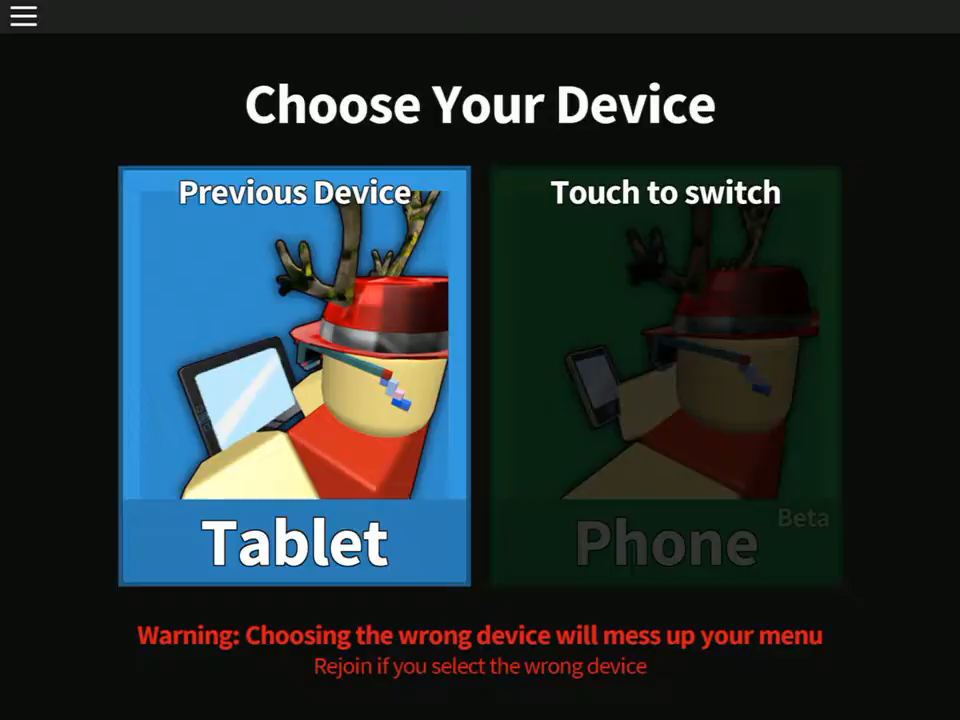 Choose Your Device
Previous Device
Tablet
Touch to switch
Beta
Phone
Warning: Choosing the wrong device will mess up your menu
Rejoin if you select the wrong device